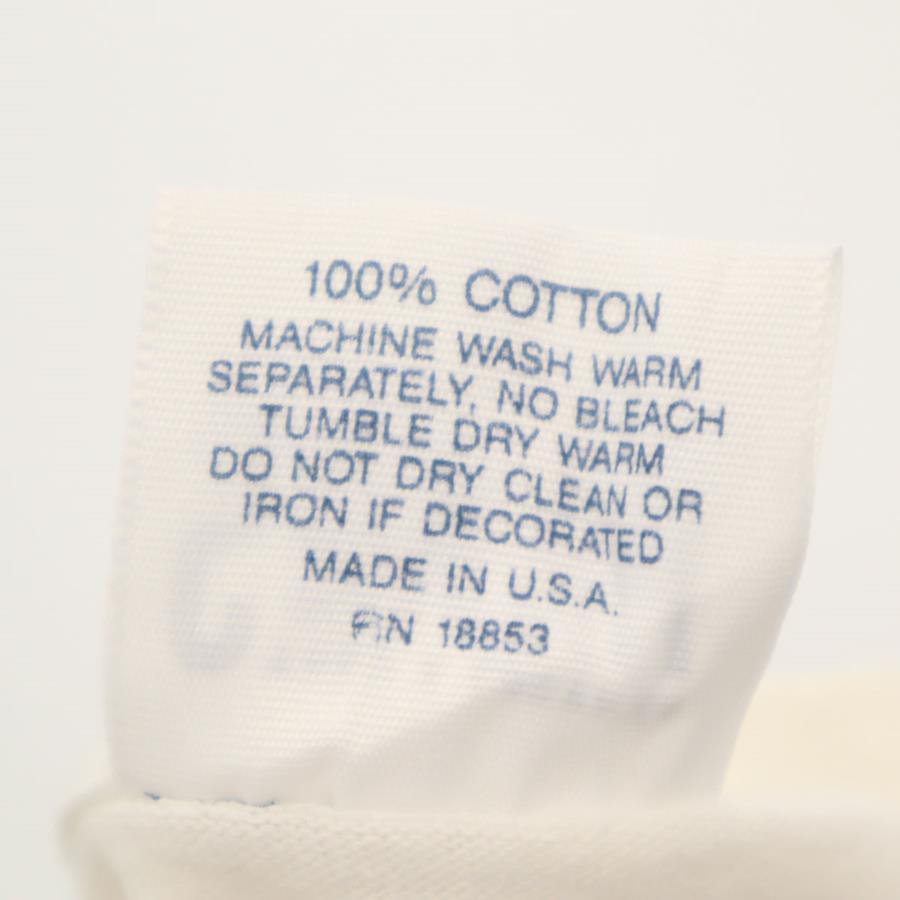 100% COTTON
MACHINE WASH WARM
SEPARATELY, NO BLEACH
TUMBLE DRY WARM
DO NOT DRY CLEAN OR
IRON IF DECORATED
MADE IN U.S.A.
18853